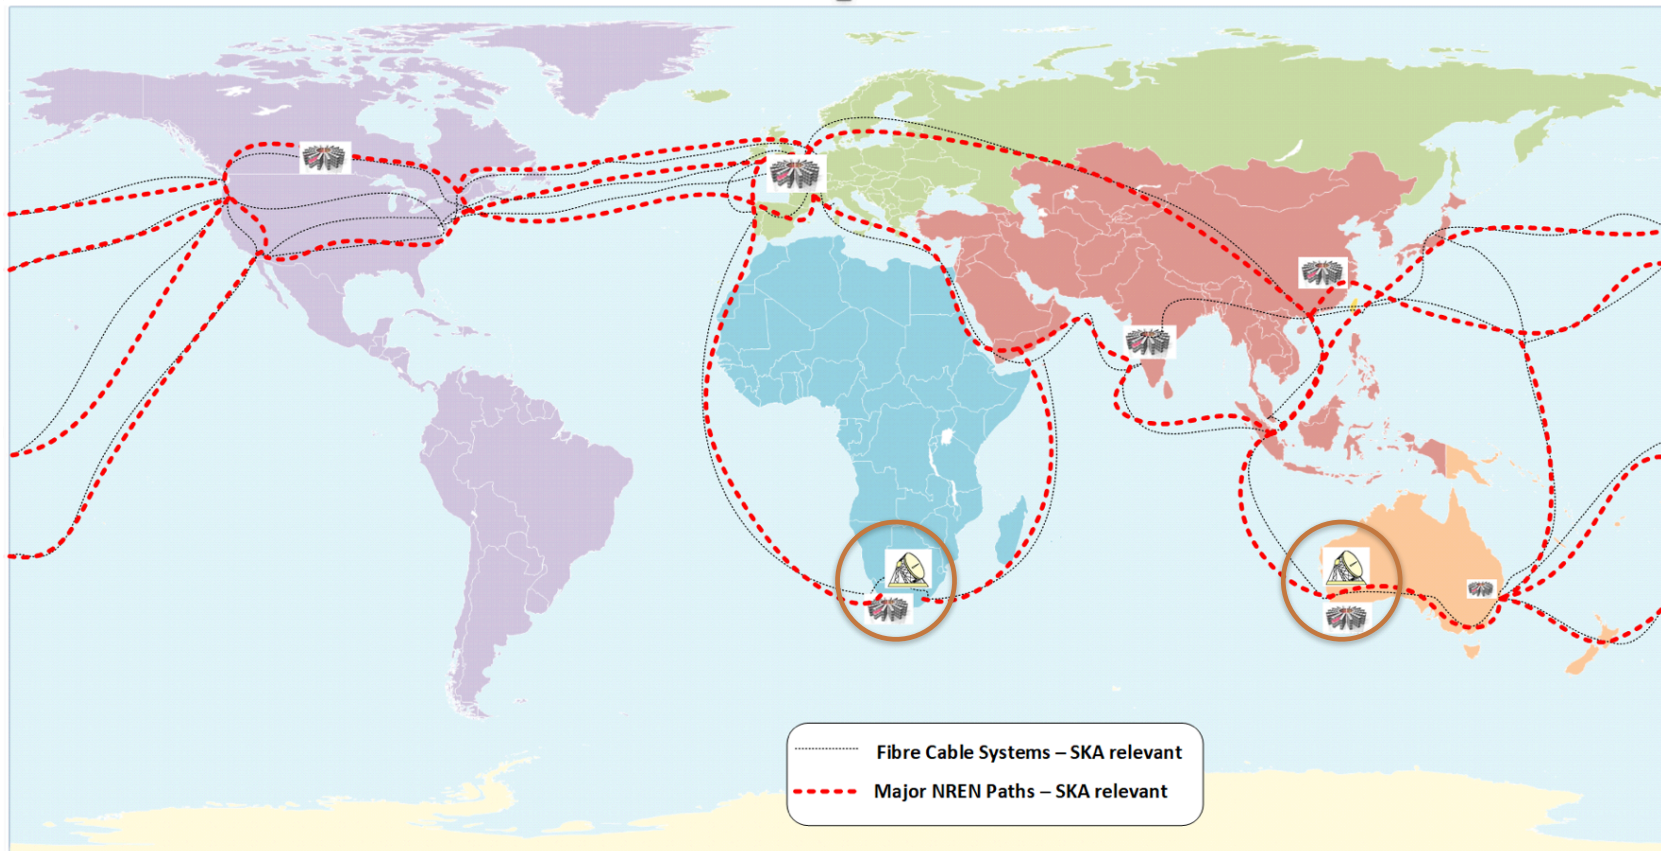 Fibre Cable Systems – SKA relevant
Major NREN Paths – SKA relevant